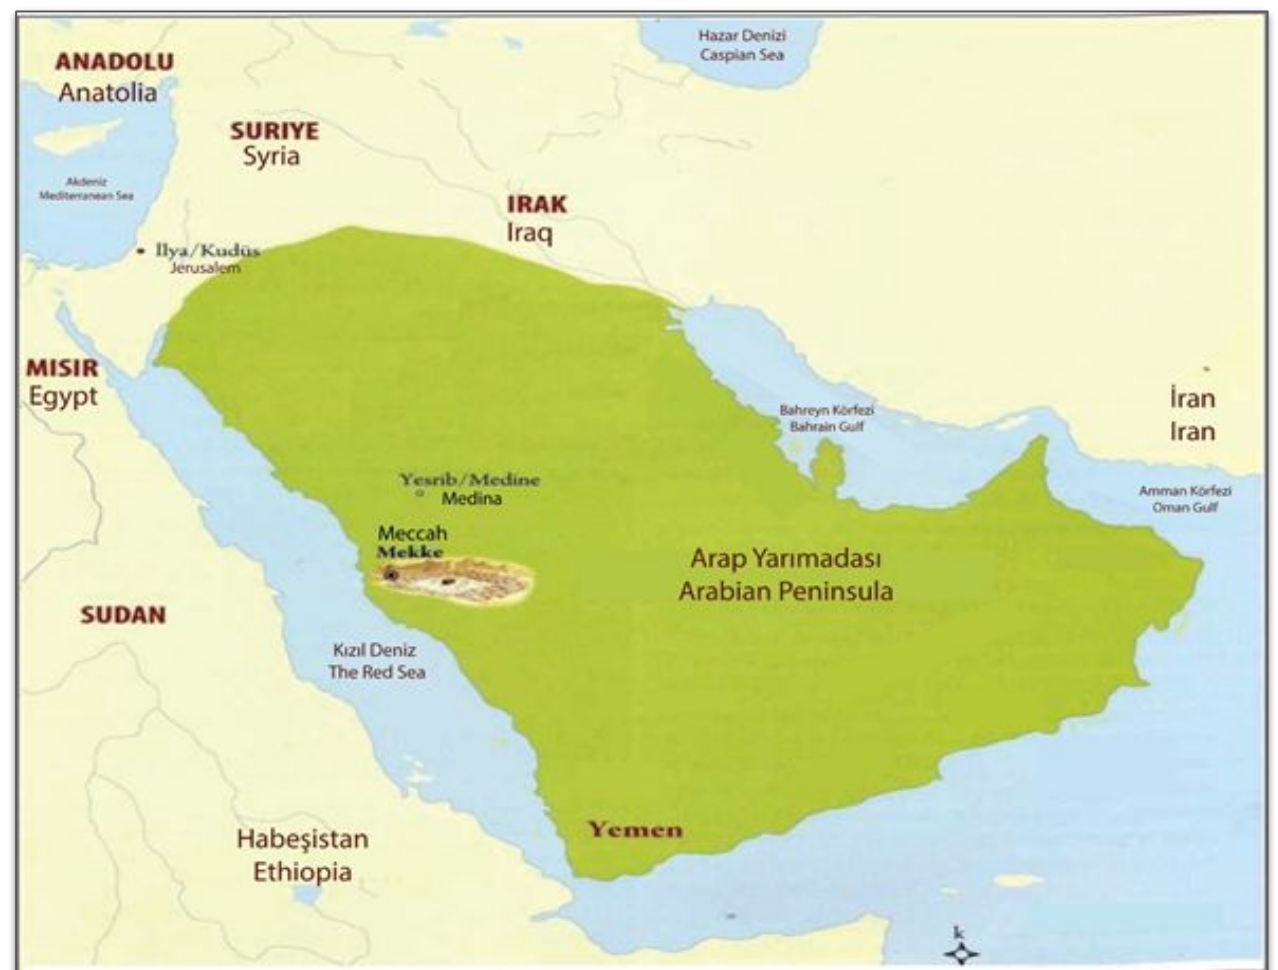 Hazar Denizi
Caspian Sea
ANADOLU
Anatolia
SURIYE
Syria
Akdeniz
Mediterranean Sea
IRAK
Iraq
İlya/Kudüs
Jerusalem
MISIR
Egypt
İran
Iran
Bahreyn Körfezi
Bahrain Gulf
Yesrib/Medine
Medina
Amman Körfezi
Oman Gulf
Meccah
Mekke
Arap Yarımadası
Arabian Peninsula
SUDAN
Kızıl Deniz
The Red Sea
Yemen
Habeşistan
Ethiopia
k